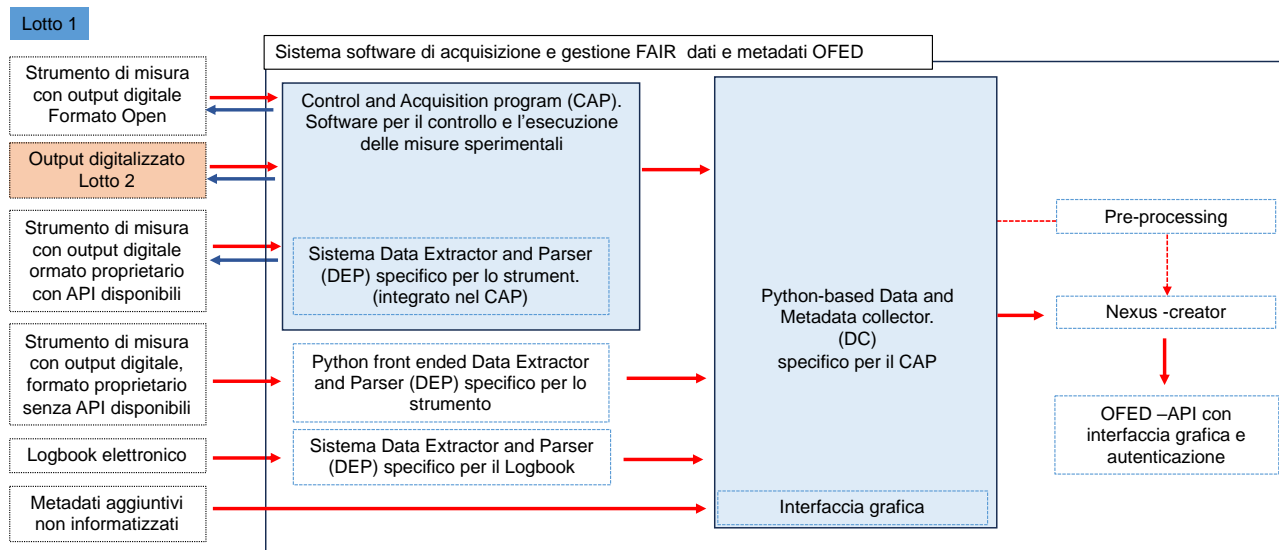 Lotto 1
Sistema software di acquisizione e gestione FAIR dati e metadati OFED
Strumento di misura
con output digitale
Formato Open
Output digitalizzato
Lotto 2
Strumento di misura
con output digitale
ormato proprietario
con API disponibili
Strumento di misura
con output digitale,
formato proprietario
senza API disponibili
Logbook elettronico
Metadati aggiuntivi
non informatizzati
Control and Acquisition program (CAP).
Software per il controllo e l'esecuzione
delle misure sperimentali
Sistema Data Extractor and Parser
(DEP) specifico per lo strument.
(integrato nel CAP)
Python front ended Data Extractor
and Parser (DEP) specifico per lo
strumento
Sistema Data Extractor and Parser
(DEP) specifico per il Logbook
Python-based Data and
Metadata collector.
(DC)
specifico per il CAP
Interfaccia grafica
Pre-processing
Nexus -creator
OFED –API con
interfaccia grafica e
autenticazione